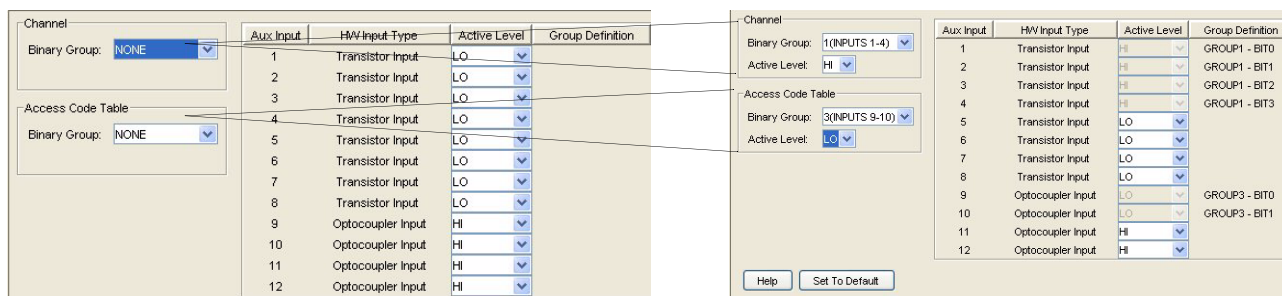 Channel
Binary Group: NONE
Access Code Table
Binary Group: NONE
Aux Input HW Input Type Active Level Group Definition
1 Transistor Input LO
2 Transistor Input LO
3 Transistor Input LO
4 Transistor Input LO
5 Transistor Input LO
6 Transistor Input LO
7 Transistor Input LO
8 Transistor Input LO
9 Optocoupler Input HI
10 Optocoupler Input HI
11 Optocoupler Input HI
12 Optocoupler Input HI
Channel
Binary Group: 1(INPUTS 1-4)
Active Level: HI
Access Code Table
Binary Group: 3(INPUTS 9-10)
Active Level: LO
Aux Input HW Input Type Active Level Group Definition
1 Transistor Input HI GROUP1 - BIT0
2 Transistor Input HI GROUP1 - BIT1
3 Transistor Input HI GROUP1 - BIT2
4 Transistor Input HI GROUP1 - BIT3
5 Transistor Input LO
6 Transistor Input LO
7 Transistor Input LO
8 Transistor Input LO
9 Optocoupler Input LO GROUP3 - BIT0
10 Optocoupler Input LO GROUP3 - BIT1
11 Optocoupler Input HI
12 Optocoupler Input HI
Help Set To Default